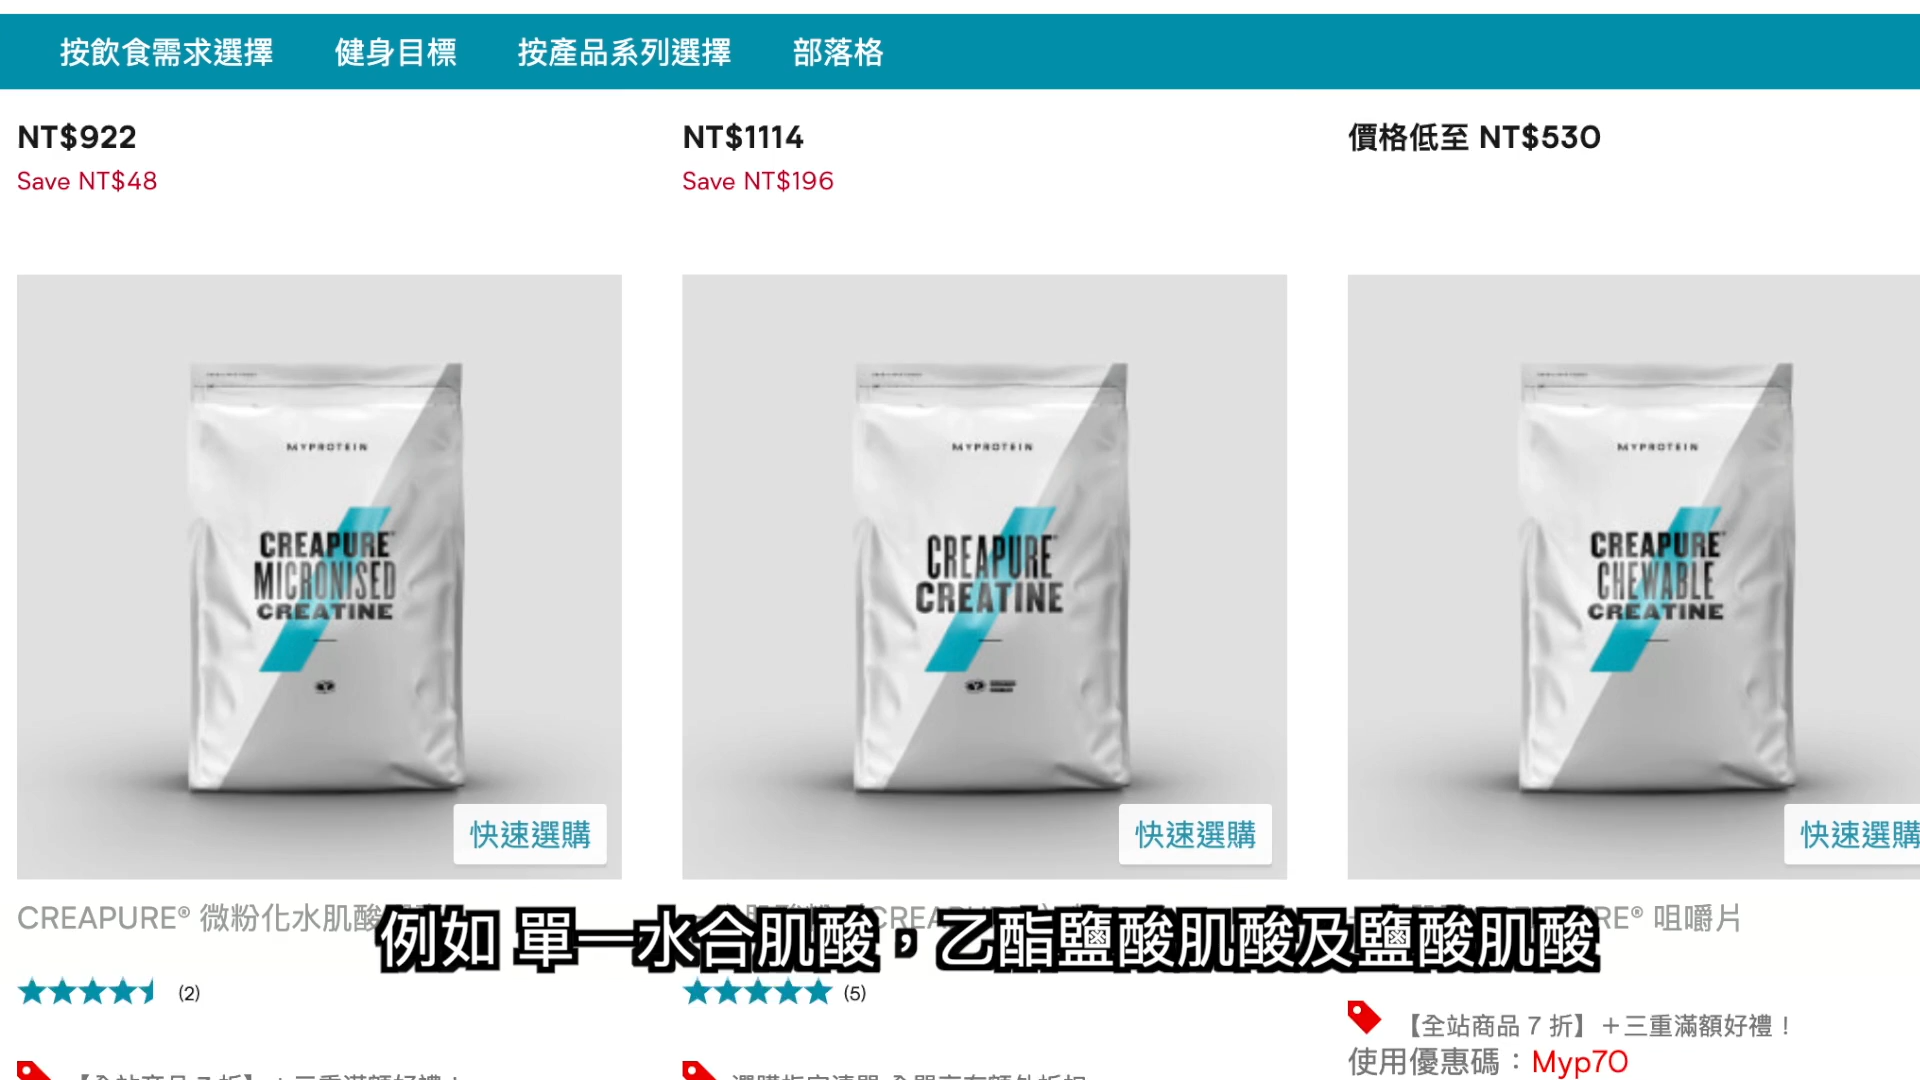 按飲食需求選擇 健身目標 按產品系列選擇 部落格
NT$922
Save NT$48
NT$1114
Save NT$196
價格低至 NT$530
MYPROTEIN
CREAPURE
MICRONISED
CREATINE
快速選購
MYPROTEIN
CREAPURE
CREATINE
快速選購
MYPROTEIN
CREAPURE
CHEWABLE
CREATINE
快速選購
CREAPURE® 微粉化水肌酸
咀嚼片
例如 單一水合肌酸，乙酯鹽酸肌酸及鹽酸肌酸
(2)
(5)
【全站商品 7 折】＋三重滿額好禮！
使用優惠碼：Myp70